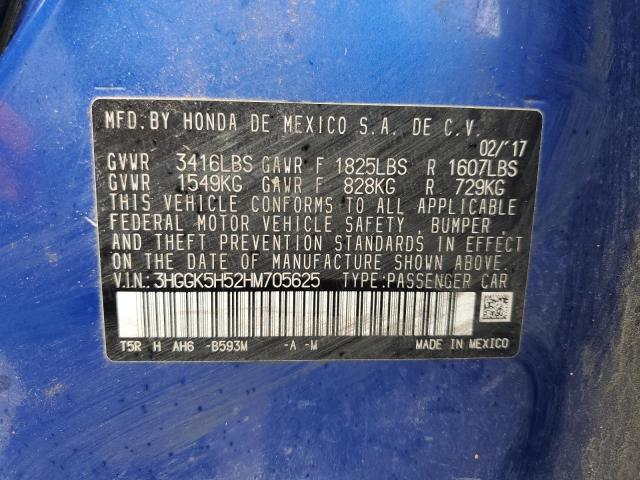 MFD.BY HONDA DE MEXICO S.A. DE C.V.
02/'17
GVWR 3416LBS GAWR F 1825LBS R 1607LBS
GVWR 1549KG GAWR F 828KG R 729KG
THIS VEHICLE CONFORMS TO ALL APPLICABLE
FEDERAL MOTOR VEHICLE SAFETY, BUMPER
AND THEFT PREVENTION STANDARDS IN EFFECT
ON THE DATE OF MANUFACTURE SHOWN ABOVE.
V.I.N.: 3HGGK5H52HM705625 TYPE:PASSENGER CAR
T5R H AH6 -B593M -A -M MADE IN MEXICO